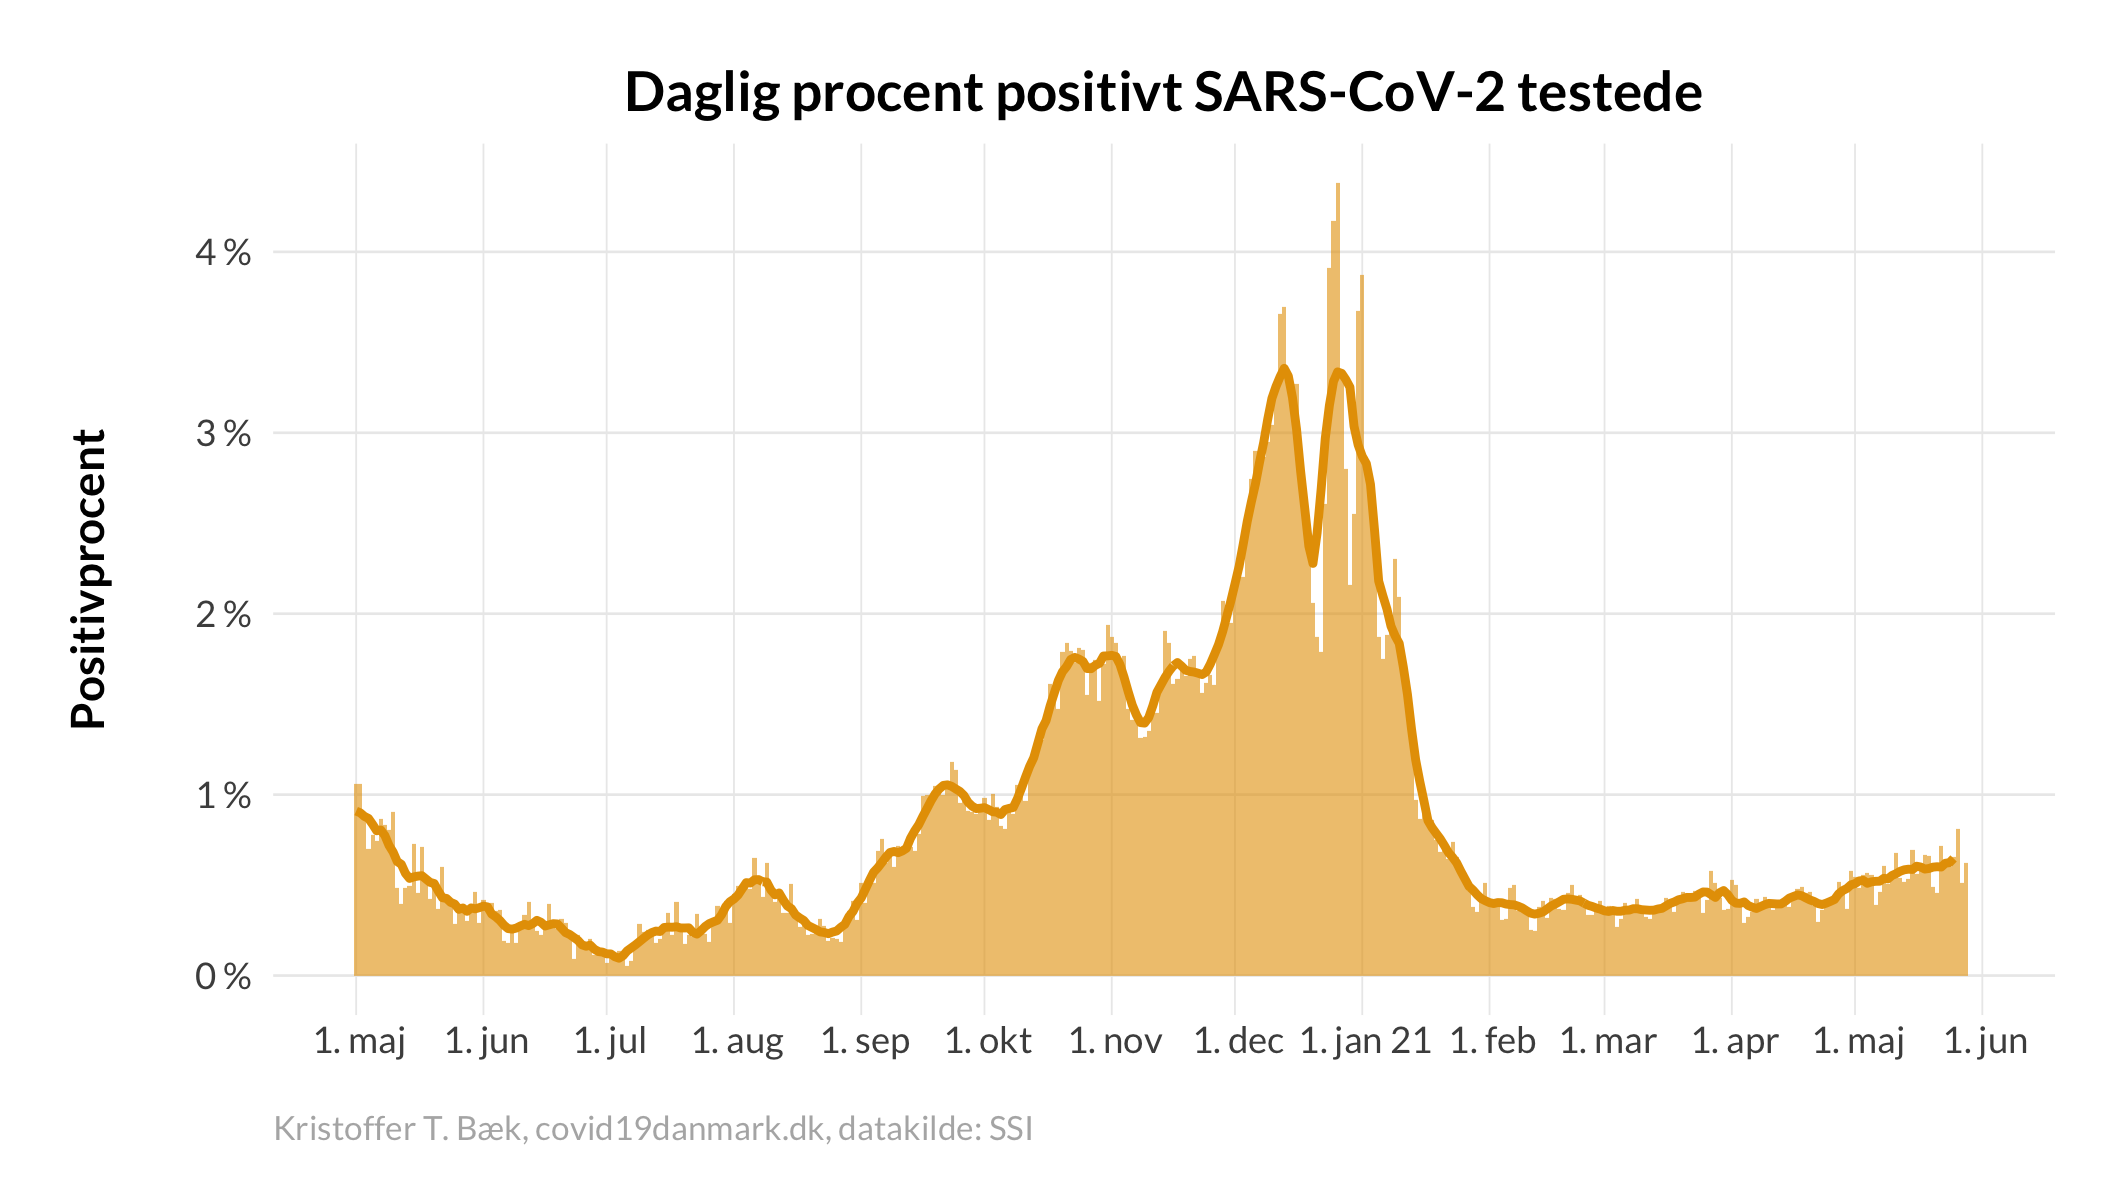 Daglig procent positivt SARS-CoV-2 testede
Positivprocent
4 %
3 %
2 %
1 %
0 %
1. maj 1. jun 1. jul 1. aug 1. sep 1. okt 1. nov 1. dec 1. jan 21 1. feb 1. mar 1. apr 1. maj 1. jun
Kristoffer T. Bæk, covid19danmark.dk, datakilde: SSI